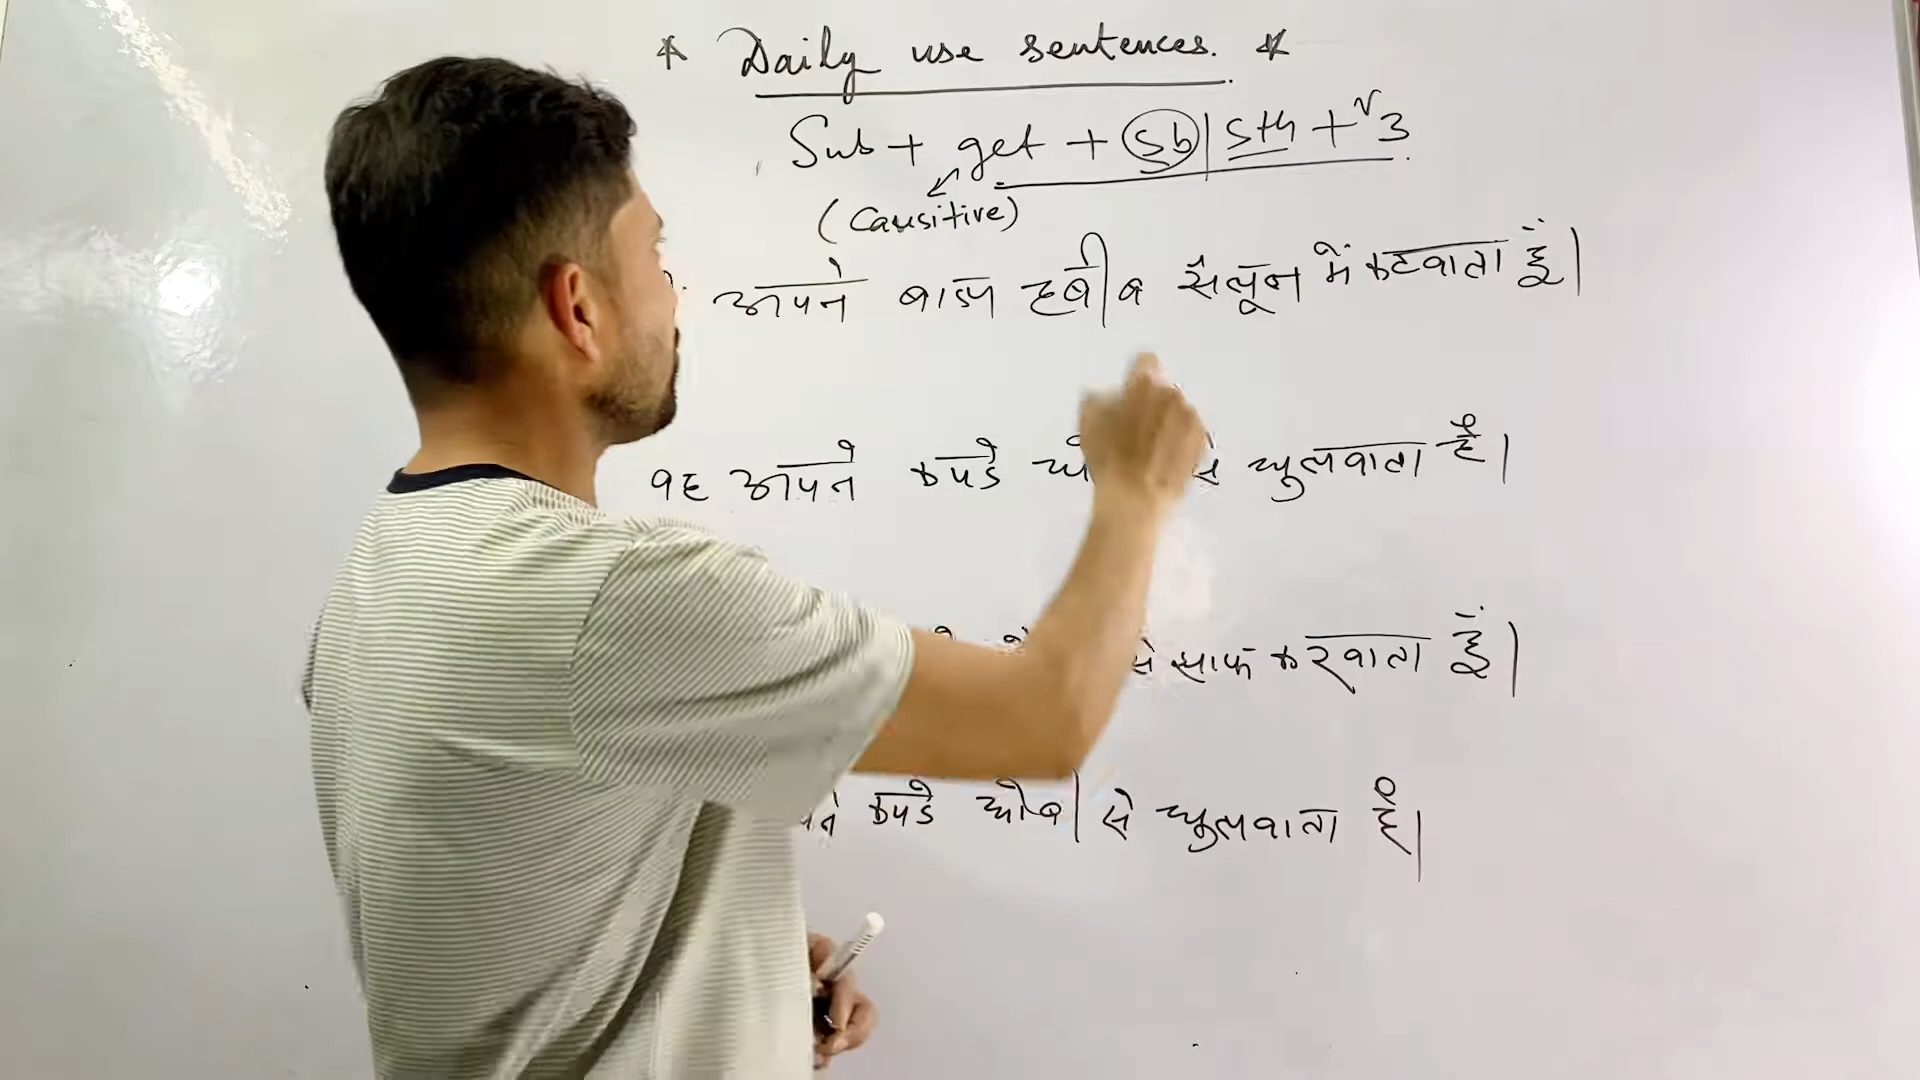 * Daily use sentences. *
Sub + get + sb | sth + v3
(Causitive)
अपने बाल हबीब सैलून में कटवाता हूं।
वह अपने कपडे से धुलवाता है।
से साफ करवाता हूं।
कपडे धोबी से धुलवाता है।